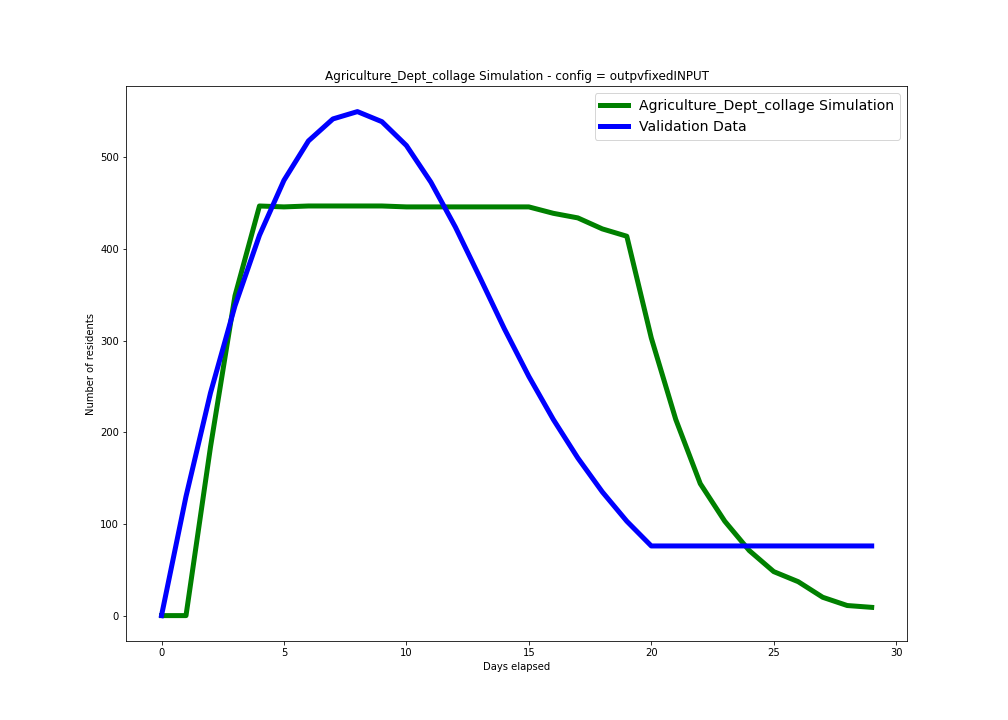 Agriculture_Dept_collage Simulation - config = outpvfixedINPUT
Agriculture_Dept_collage Simulation
Validation Data
Number of residents
500
400
300
200
100
0
0 5 10 15 20 25 30
Days elapsed